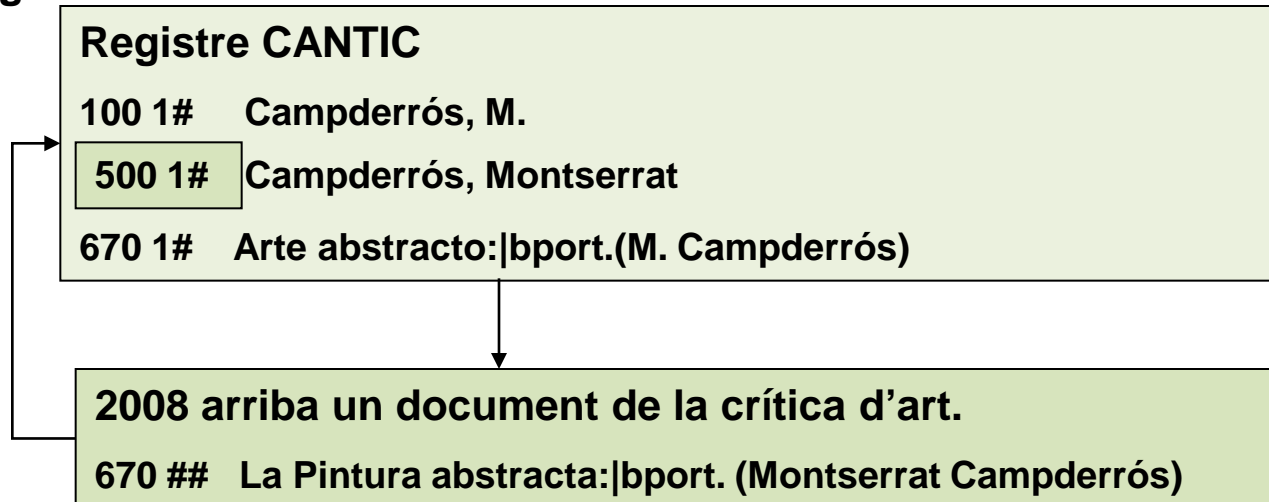 Registre CANTIC
100 1# Campderrós, M.
500 1# Campderrós, Montserrat
670 1# Arte abstracto:|bport.(M. Campderrós)
2008 arriba un document de la crítica d'art.
670 ## La Pintura abstracta:|bport. (Montserrat Campderrós)